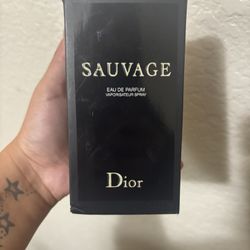 SAUVAGE
EAU DE PARFUM
VAPORISATEUR SPRAY
Dior